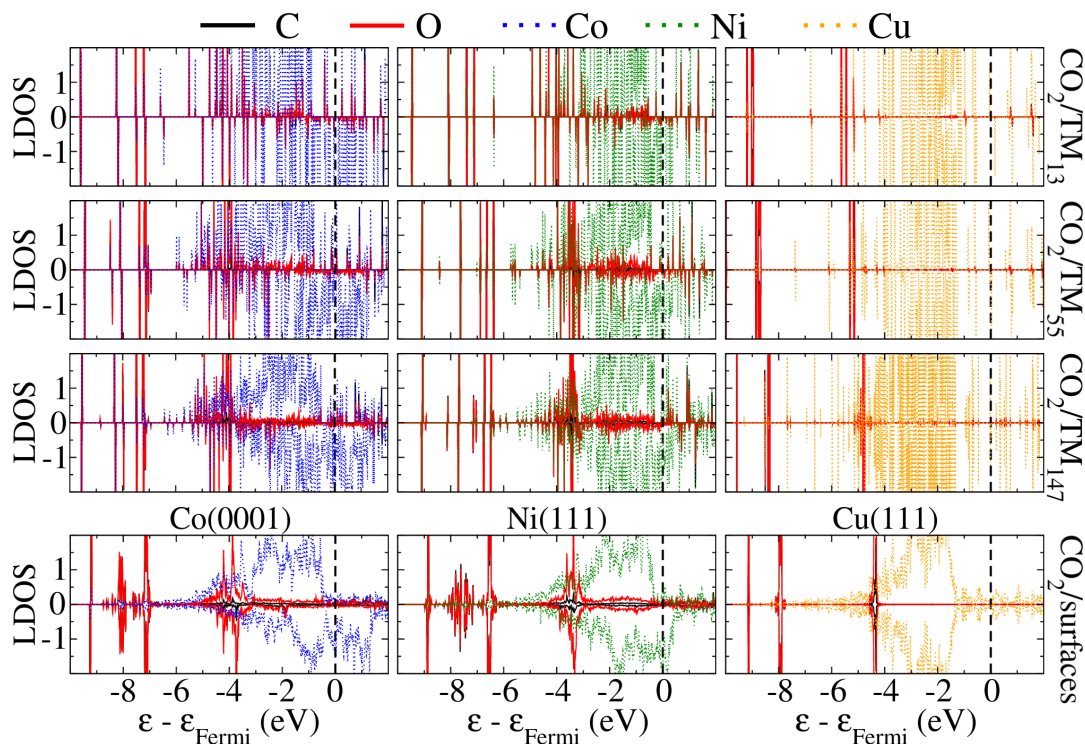 C O Co Ni Cu
LDOS
1
0
-1
CO2/TM13
LDOS
1
0
-1
CO2/TM55
LDOS
1
0
-1
CO2/TM147
Co(0001) Ni(111) Cu(111)
LDOS
1
0
-1
CO2/surfaces
-8 -6 -4 -2 0 -8 -6 -4 -2 0 -8 -6 -4 -2 0
ε - εFermi (eV) ε - εFermi (eV) ε - εFermi (eV)